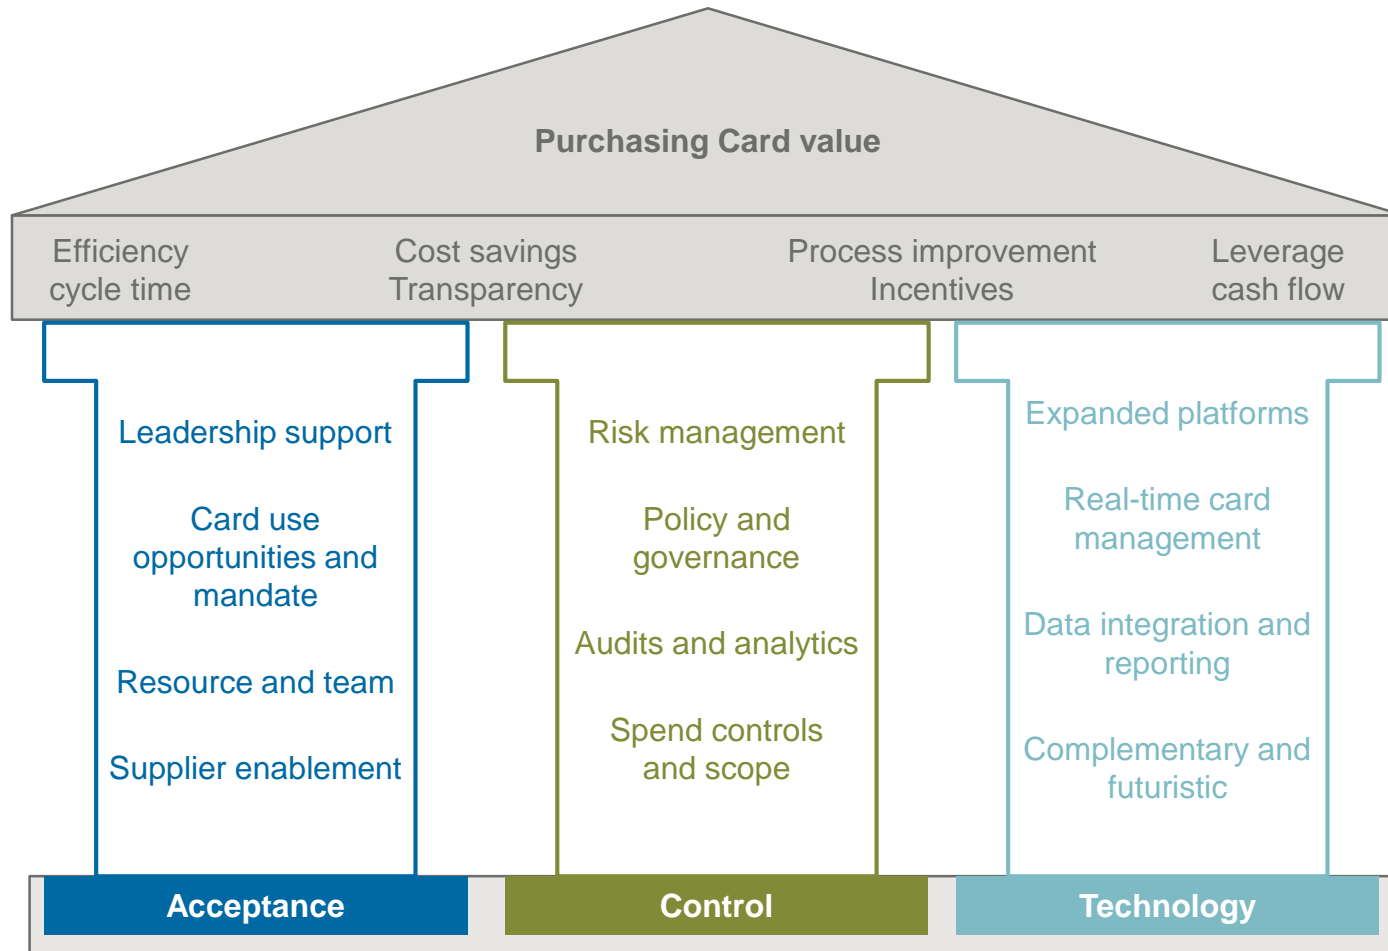 Purchasing Card value
Efficiency
cycle time
Cost savings
Transparency
Process improvement
Incentives
Leverage
cash flow
Leadership support
Card use
opportunities and
mandate
Resource and team
Supplier enablement
Acceptance
Risk management
Policy and
governance
Audits and analytics
Spend controls
and scope
Control
Expanded platforms
Real-time card
management
Data integration and
reporting
Complementary and
futuristic
Technology